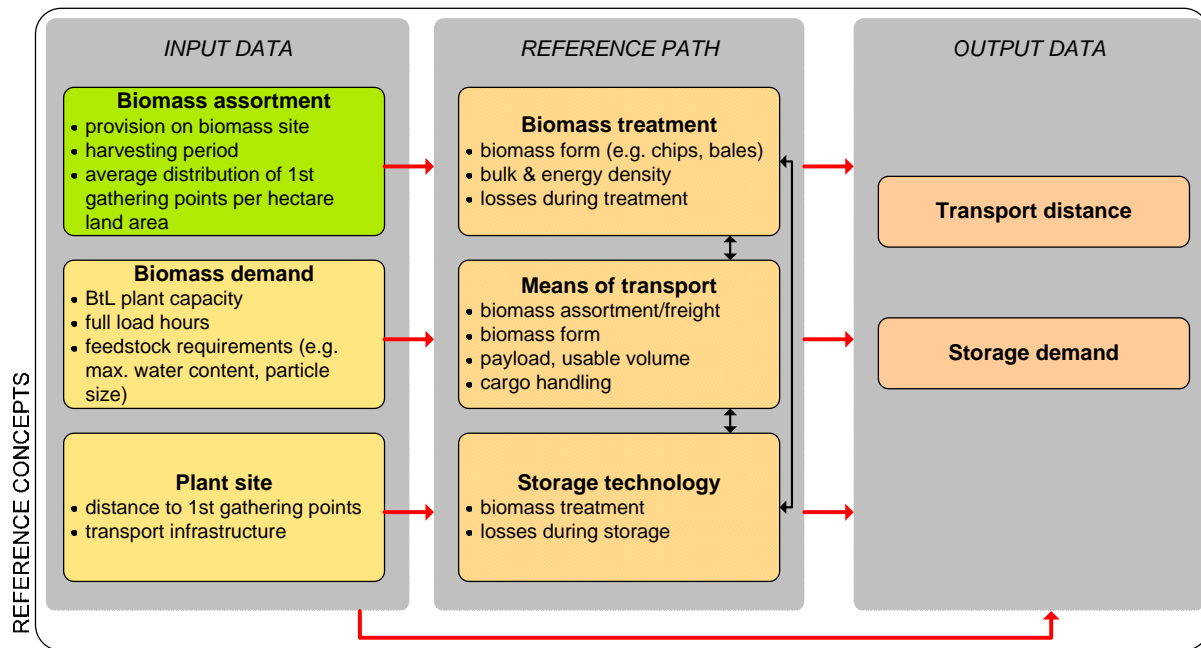 REFERENCE CONCEPTS
INPUT DATA
Biomass assortment
• provision on biomass site
• harvesting period
• average distribution of 1st
gathering points per hectare
land area
Biomass demand
• BtL plant capacity
• full load hours
• feedstock requirements (e.g.
max. water content, particle
size)
Plant site
• distance to 1st gathering points
• transport infrastructure
REFERENCE PATH
Biomass treatment
• biomass form (e.g. chips, bales)
• bulk & energy density
• losses during treatment
Means of transport
• biomass assortment/freight
• biomass form
• payload, usable volume
• cargo handling
Storage technology
• biomass treatment
• losses during storage
OUTPUT DATA
Transport distance
Storage demand